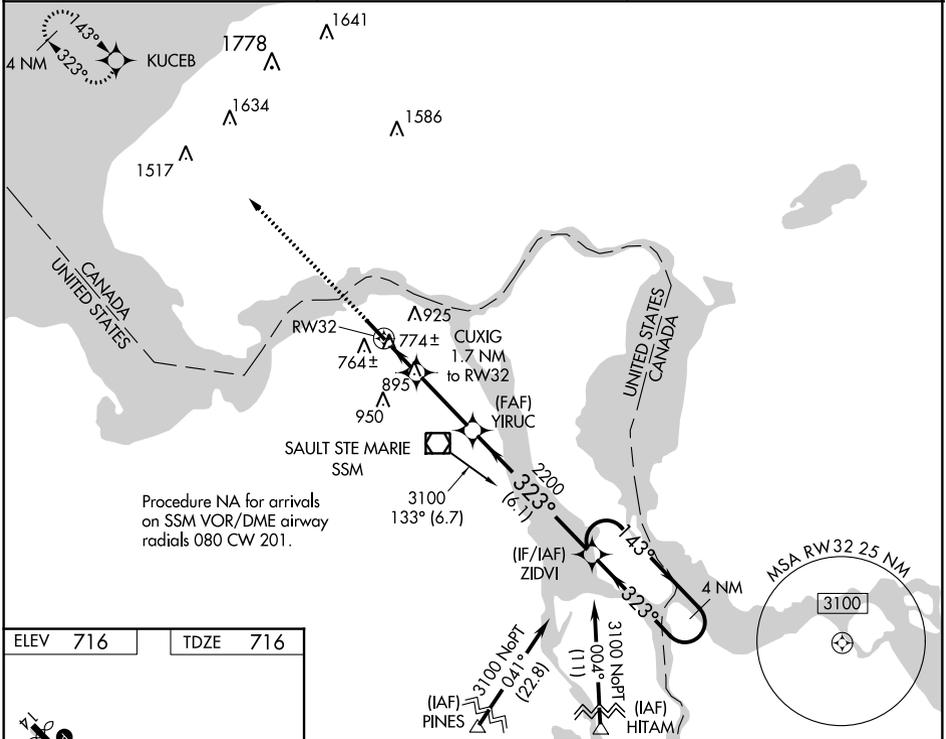 143°
323°
4 NM
KUCEB
1641
1778
1634
1586
1517
CANADA
UNITED STATES
UNITED STATES
CANADA
RW32
925
774±
764±
CUXIG
1.7 NM
to RW32
895
950
(FAF)
YIRUC
SAULT STE MARIE
SSM
3100
133° (6.7)
2200
323°
(6.1)
Procedure NA for arrivals
on SSM VOR/DME airway
radials 080 CW 201.
(IF/IAF)
ZIDVI
143°
323°
4 NM
MSA RW32 25 NM
3100
3100 NoPT
041°
(22.8)
(IAF)
PINES
3100 NoPT
004°
(11)
(IAF)
HITAM
ELEV 716
TDZE 716
14